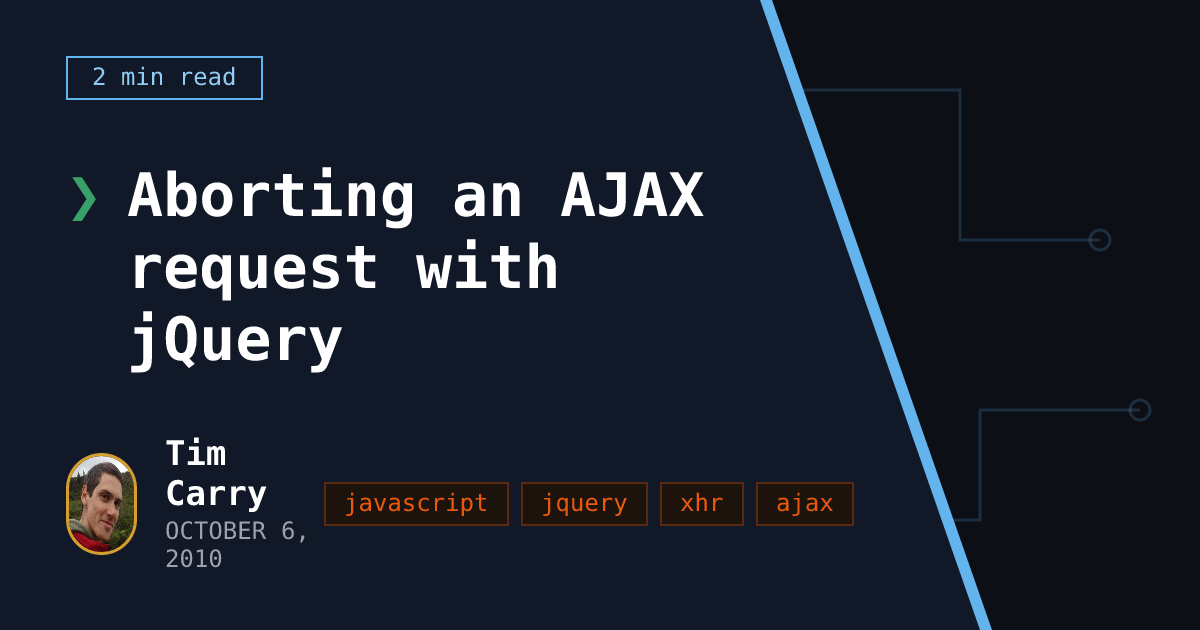 2 min read
❯ Aborting an AJAX
request with
jQuery
Tim
Carry
OCTOBER 6,
2010
javascript jquery xhr ajax